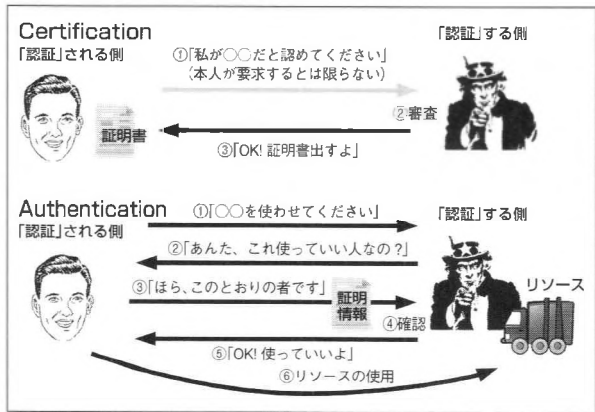 Certification
「認証」される側
「認証」する側
①「私が○○だと認めてください」
(本人が要求するとは限らない)
②審査
証明書
③「OK! 証明書出すよ」
Authentication
「認証」される側
①「○○を使わせてください」
「認証」する側
②「あんた、これ使っていい人なの?」
リソース
③「ほら、このとおりの者です」
証明
情報
④確認
⑤「OK! 使っていいよ」
⑥リソースの使用